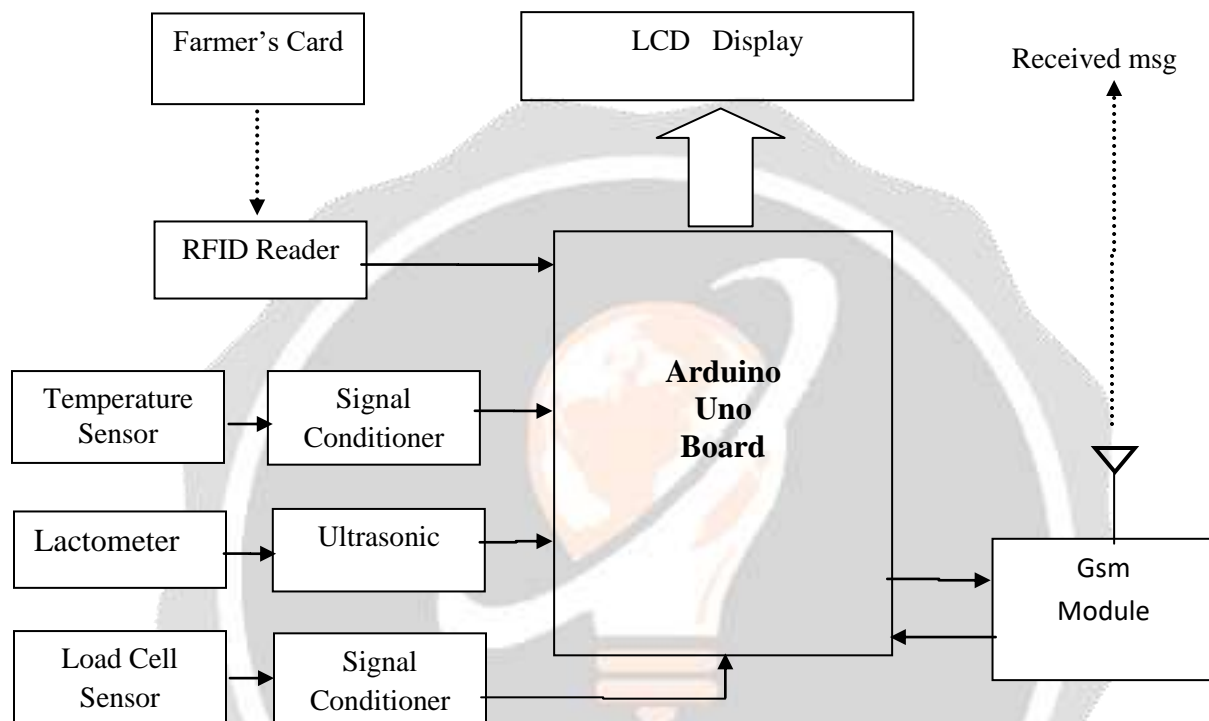 Farmer's Card
LCD Display
Received msg
RFID Reader
Arduino
Uno
Board
Temperature
Sensor
Signal
Conditioner
Lactometer
Ultrasonic
Gsm
Module
Load Cell
Sensor
Signal
Conditioner